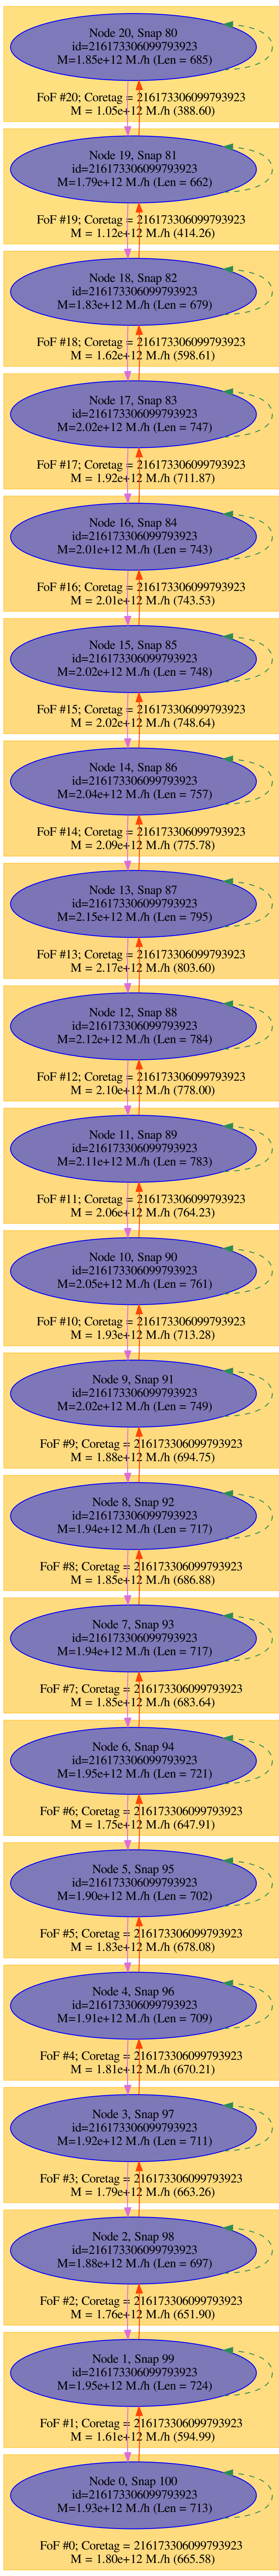 Node 20, Snap 80
id=216173306099793923
M=1.85e+12 M./h (Len = 685)
FoF #20; Coretag = 216173306099793923
M = 1.05e+12 M./h (388.60)
Node 19, Snap 81
id=216173306099793923
M=1.79e+12 M./h (Len = 662)
FoF #19; Coretag = 216173306099793923
M = 1.12e+12 M./h (414.26)
Node 18, Snap 82
id=216173306099793923
M=1.83e+12 M./h (Len = 679)
FoF #18; Coretag = 216173306099793923
M = 1.62e+12 M./h (598.61)
Node 17, Snap 83
id=216173306099793923
M=2.02e+12 M./h (Len = 747)
FoF #17; Coretag = 216173306099793923
M = 1.92e+12 M./h (711.87)
Node 16, Snap 84
id=216173306099793923
M=2.01e+12 M./h (Len = 743)
FoF #16; Coretag = 216173306099793923
M = 2.01e+12 M./h (743.53)
Node 15, Snap 85
id=216173306099793923
M=2.02e+12 M./h (Len = 748)
FoF #15; Coretag = 216173306099793923
M = 2.02e+12 M./h (748.64)
Node 14, Snap 86
id=216173306099793923
M=2.04e+12 M./h (Len = 757)
FoF #14; Coretag = 216173306099793923
M = 2.09e+12 M./h (775.78)
Node 13, Snap 87
id=216173306099793923
M=2.15e+12 M./h (Len = 795)
FoF #13; Coretag = 216173306099793923
M = 2.17e+12 M./h (803.60)
Node 12, Snap 88
id=216173306099793923
M=2.12e+12 M./h (Len = 784)
FoF #12; Coretag = 216173306099793923
M = 2.10e+12 M./h (778.00)
Node 11, Snap 89
id=216173306099793923
M=2.11e+12 M./h (Len = 783)
FoF #11; Coretag = 216173306099793923
M = 2.06e+12 M./h (764.23)
Node 10, Snap 90
id=216173306099793923
M=2.05e+12 M./h (Len = 761)
FoF #10; Coretag = 216173306099793923
M = 1.93e+12 M./h (713.28)
Node 9, Snap 91
id=216173306099793923
M=2.02e+12 M./h (Len = 749)
FoF #9; Coretag = 216173306099793923
M = 1.88e+12 M./h (694.75)
Node 8, Snap 92
id=216173306099793923
M=1.94e+12 M./h (Len = 717)
FoF #8; Coretag = 216173306099793923
M = 1.85e+12 M./h (686.88)
Node 7, Snap 93
id=216173306099793923
M=1.94e+12 M./h (Len = 717)
FoF #7; Coretag = 216173306099793923
M = 1.85e+12 M./h (683.64)
Node 6, Snap 94
id=216173306099793923
M=1.95e+12 M./h (Len = 721)
FoF #6; Coretag = 216173306099793923
M = 1.75e+12 M./h (647.91)
Node 5, Snap 95
id=216173306099793923
M=1.90e+12 M./h (Len = 702)
FoF #5; Coretag = 216173306099793923
M = 1.83e+12 M./h (678.08)
Node 4, Snap 96
id=216173306099793923
M=1.91e+12 M./h (Len = 709)
FoF #4; Coretag = 216173306099793923
M = 1.81e+12 M./h (670.21)
Node 3, Snap 97
id=216173306099793923
M=1.92e+12 M./h (Len = 711)
FoF #3; Coretag = 216173306099793923
M = 1.79e+12 M./h (663.26)
Node 2, Snap 98
id=216173306099793923
M=1.88e+12 M./h (Len = 697)
FoF #2; Coretag = 216173306099793923
M = 1.76e+12 M./h (651.90)
Node 1, Snap 99
id=216173306099793923
M=1.95e+12 M./h (Len = 724)
FoF #1; Coretag = 216173306099793923
M = 1.61e+12 M./h (594.99)
Node 0, Snap 100
id=216173306099793923
M=1.93e+12 M./h (Len = 713)
FoF #0; Coretag = 216173306099793923
M = 1.80e+12 M./h (665.58)